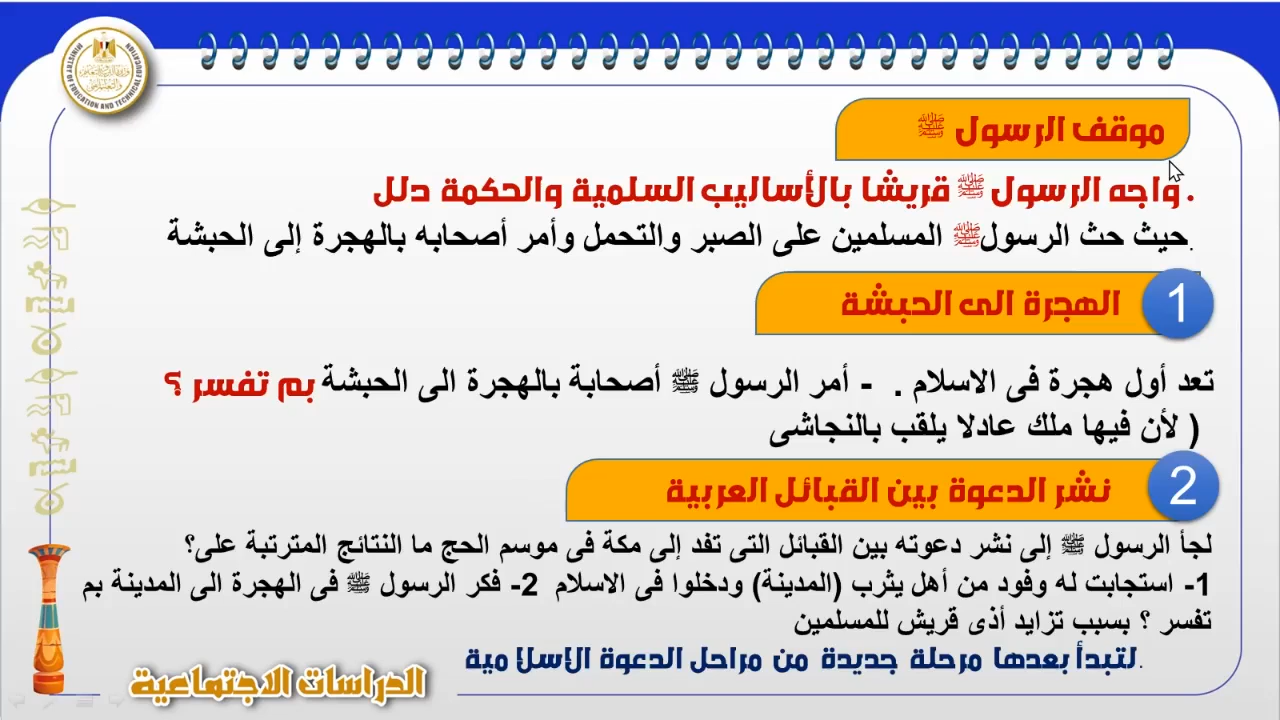 موقف الرسول ﷺ
. واجه الرسول ﷺ قريشا بالأساليب السلمية والحكمة دلل
.حيث حث الرسولﷺ المسلمين على الصبر والتحمل وأمر أصحابه بالهجرة إلى الحبشة
1 الهجرة الى الحبشة
تعد أول هجرة فى الاسلام . - أمر الرسول ﷺ أصحابة بالهجرة الى الحبشة بم تفسر ؟
( لأن فيها ملك عادلا يلقب بالنجاشى
2 نشر الدعوة بين القبائل العربية
لجأ الرسول ﷺ إلى نشر دعوته بين القبائل التى تفد إلى مكة فى موسم الحج ما النتائج المترتبة على؟
1- استجابت له وفود من أهل يثرب (المدينة) ودخلوا فى الاسلام 2- فكر الرسول ﷺ فى الهجرة الى المدينة بم
تفسر ؟ بسبب تزايد أذى قريش للمسلمين
.لتبدأ بعدها مرحلة جديدة من مراحل الدعوة الإسلامية
الدراسات الاجتماعية
MINISTRY OF EDUCATION AND TECHNICAL EDUCATION